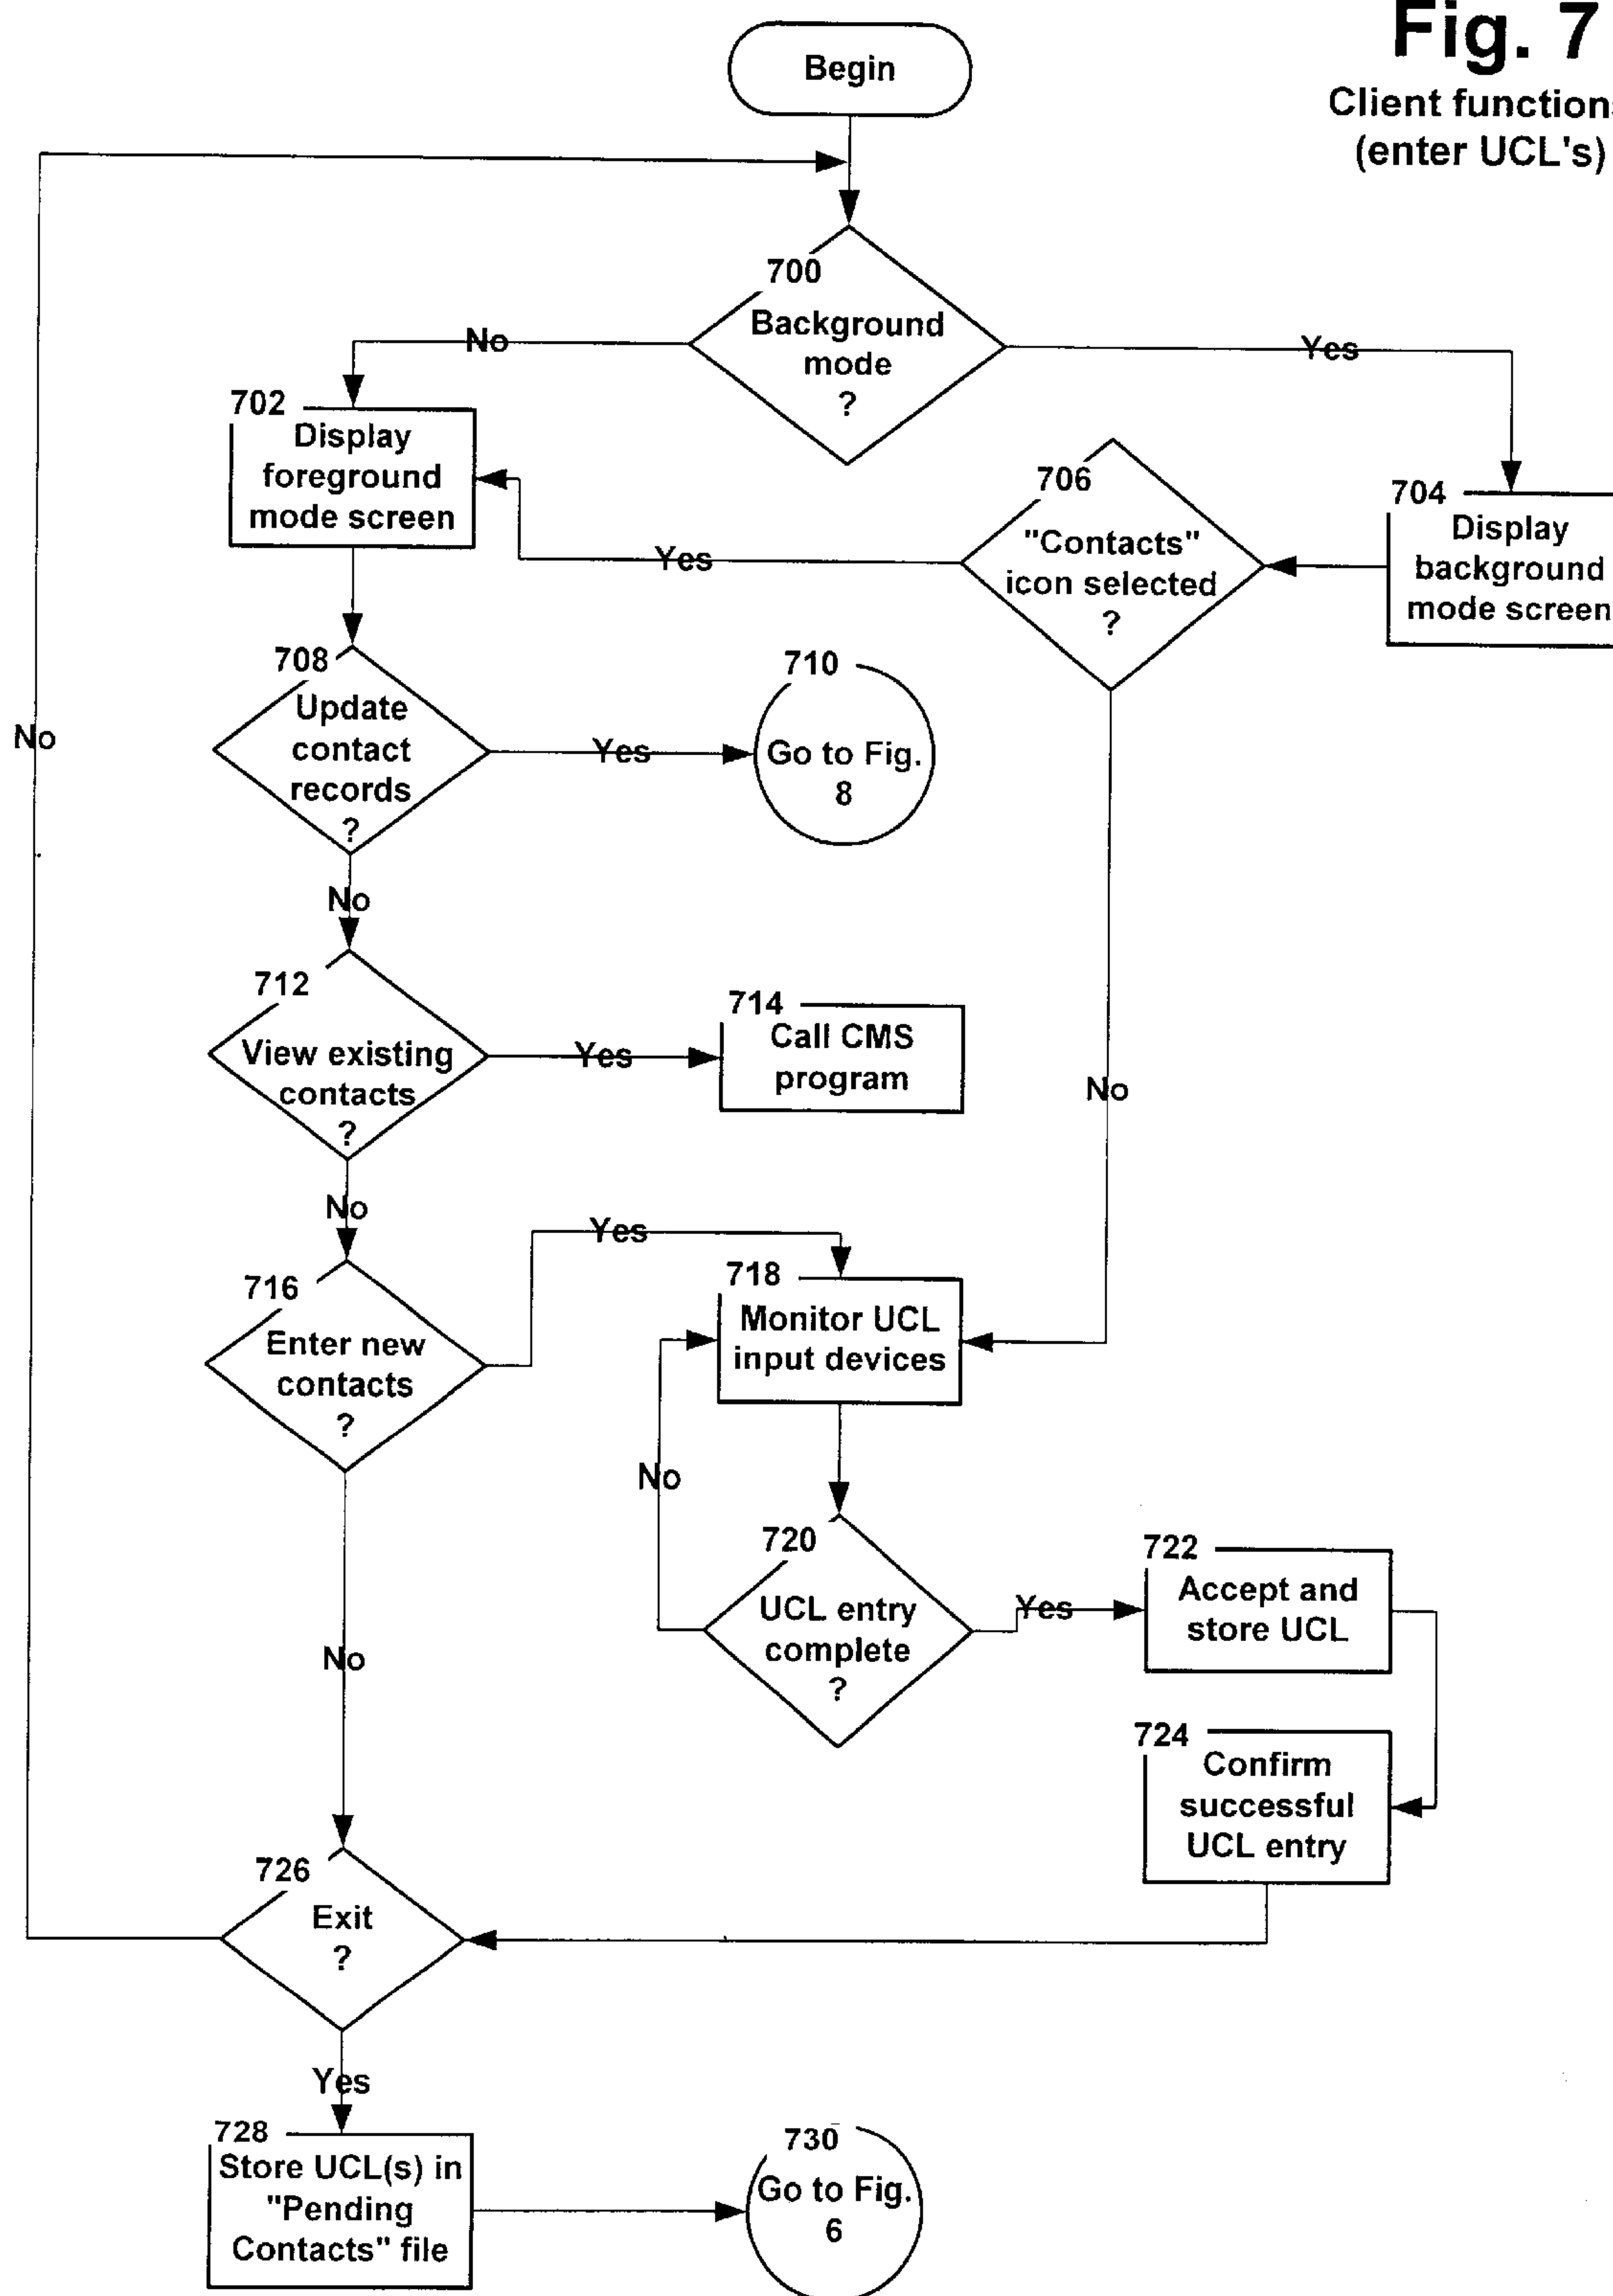 Fig. 7
Client functions
(enter UCL's)
Begin
700
Background
mode
?
No
Yes
702
Display
foreground
mode screen
706
"Contacts"
icon selected
?
Yes
704
Display
background
mode screen
708
Update
contact
records
?
Yes
710
Go to Fig.
8
No
No
712
View existing
contacts
?
Yes
714
Call CMS
program
No
No
716
Enter new
contacts
?
Yes
718
Monitor UCL
input devices
No
720
UCL entry
complete
?
Yes
722
Accept and
store UCL
No
724
Confirm
successful
UCL entry
726
Exit
?
Yes
728
Store UCL(s) in
"Pending
Contacts" file
730
Go to Fig.
6